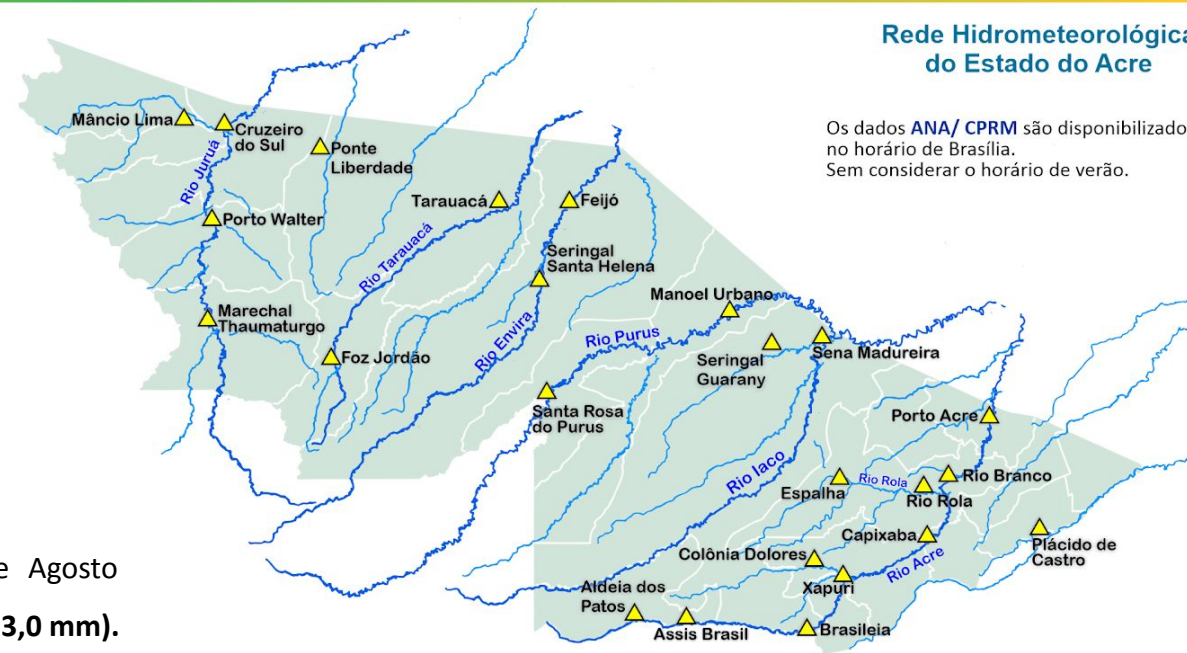 Rede Hidrometeorológica
do Estado do Acre
Os dados ANA/ CPRM são disponibilizado
no horário de Brasília.
Sem considerar o horário de verão.
Mâncio Lima
Cruzeiro
do Sul
Ponte
Liberdade
Rio Juruá
Porto Walter
Tarauacá
Feijó
Rio Tarauacá
Seringal
Santa Helena
Marechal
Thaumaturgo
Foz Jordão
Rio Envira
Manoel Urbano
Rio Purus
Seringal
Guarany
Sena Madureira
Santa Rosa
do Purus
Porto Acre
Rio Iaco
Espalha
Rio Rola
Rio Rola
Rio Branco
Capixaba
Plácido de
Castro
Colônia Dolores
Rio Acre
Xapuri
Aldeia dos
Patos
Assis Brasil
Brasileia
e Agosto
3,0 mm).